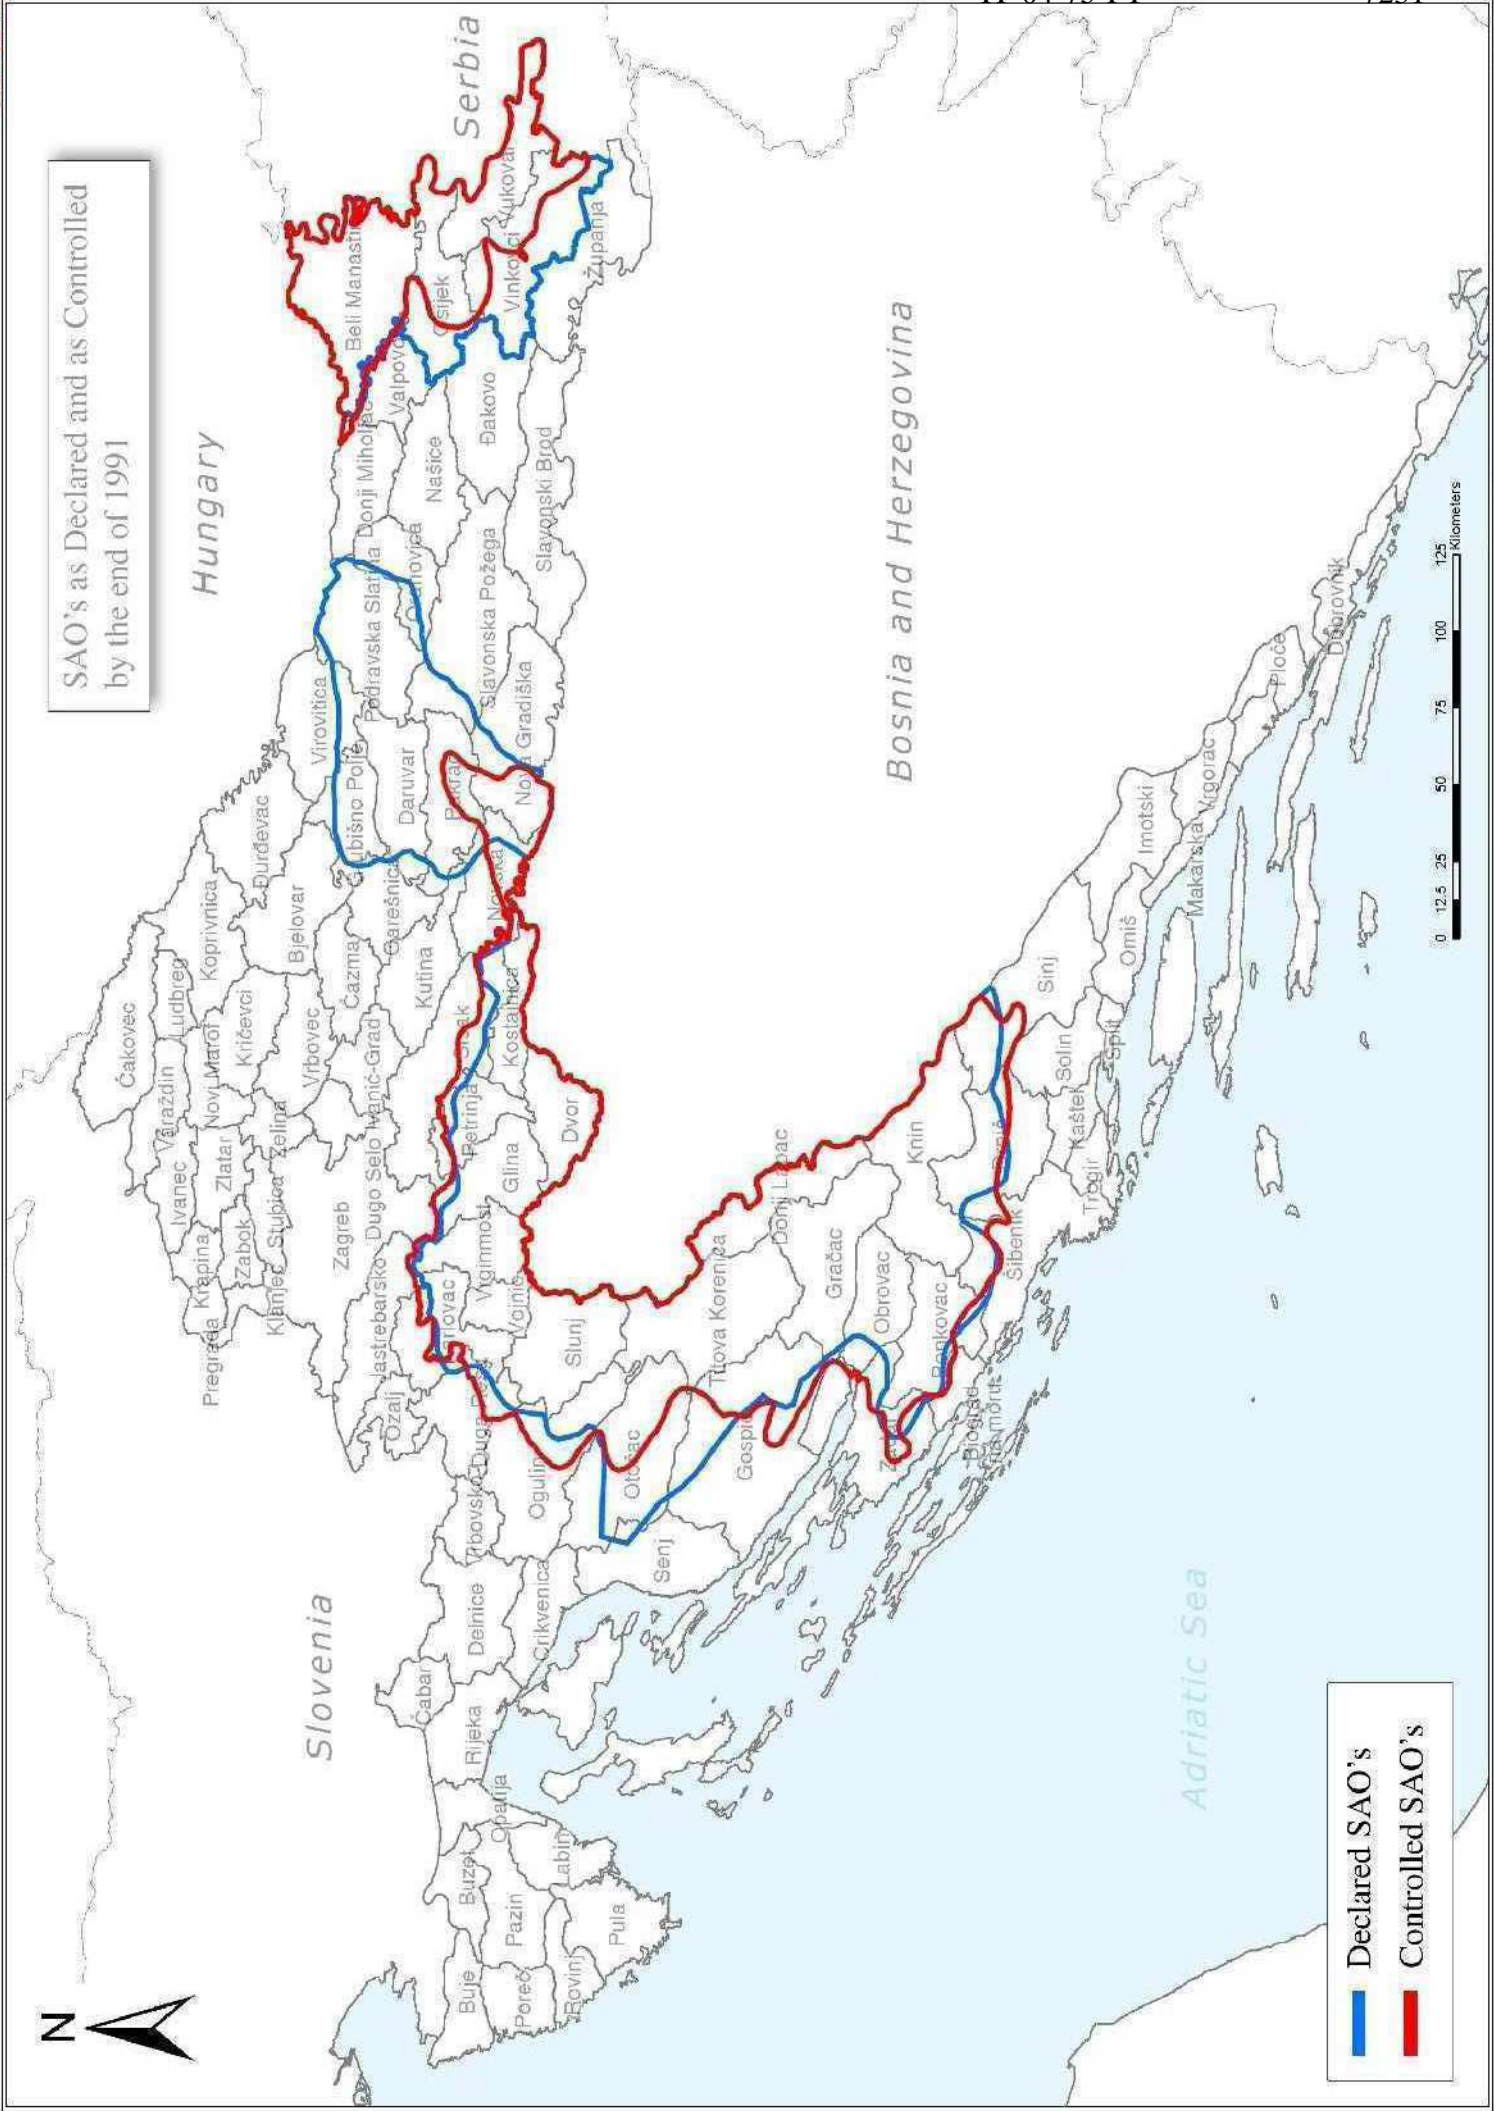 SAO's as Declared and as Controlled
by the end of 1991
N
Hungary
Serbia
Slovenia
Bosnia and Herzegovina
Adriatic Sea
Čakovec
Varaždin
Ludbreg
Ivanec
Novi Marof
Koprivnica
Krapina
Zlatar
Križevci
Đurđevac
Pregrada
Zabok
Klanjec
Stubica
Zelina
Vrbovec
Bjelovar
Virovitica
Zagreb
Dugo Selo
Ivanić-Grad
Čazma
Grubišno Polje
Podravska Slatina
Donji Miholjac
Beli Manastir
Jastrebarsko
Ozalj
Garešnica
Daruvar
Orahovica
Valpovo
Čabar
Karlovac
Kutina
Pakrac
Našice
Osijek
Buje
Buzet
Rijeka
Delnice
Vrbovsko
Duga Resa
Vrginmost
Petrinja
Sisak
Novska
Slavonska Požega
Đakovo
Poreč
Pazin
Opatija
Crikvenica
Ogulin
Vojnić
Glina
Kostajnica
Nova Gradiška
Slavonski Brod
Vinkovci
Vukovar
Rovinj
Labin
Slunj
Dvor
Županja
Pula
Senj
Otočac
Titova Korenica
Gospić
Donji Lapac
Gračac
Obrovac
Zadar
Benkovac
Knin
Biograd
na moru
Drniš
Šibenik
Sinj
Trogir
Kaštela
Solin
Split
Omiš
Imotski
Makarska
Vrgorac
Ploče
Dubrovnik
0 12.5 25 50 75 100 125
Kilometers
Declared SAO's
Controlled SAO's